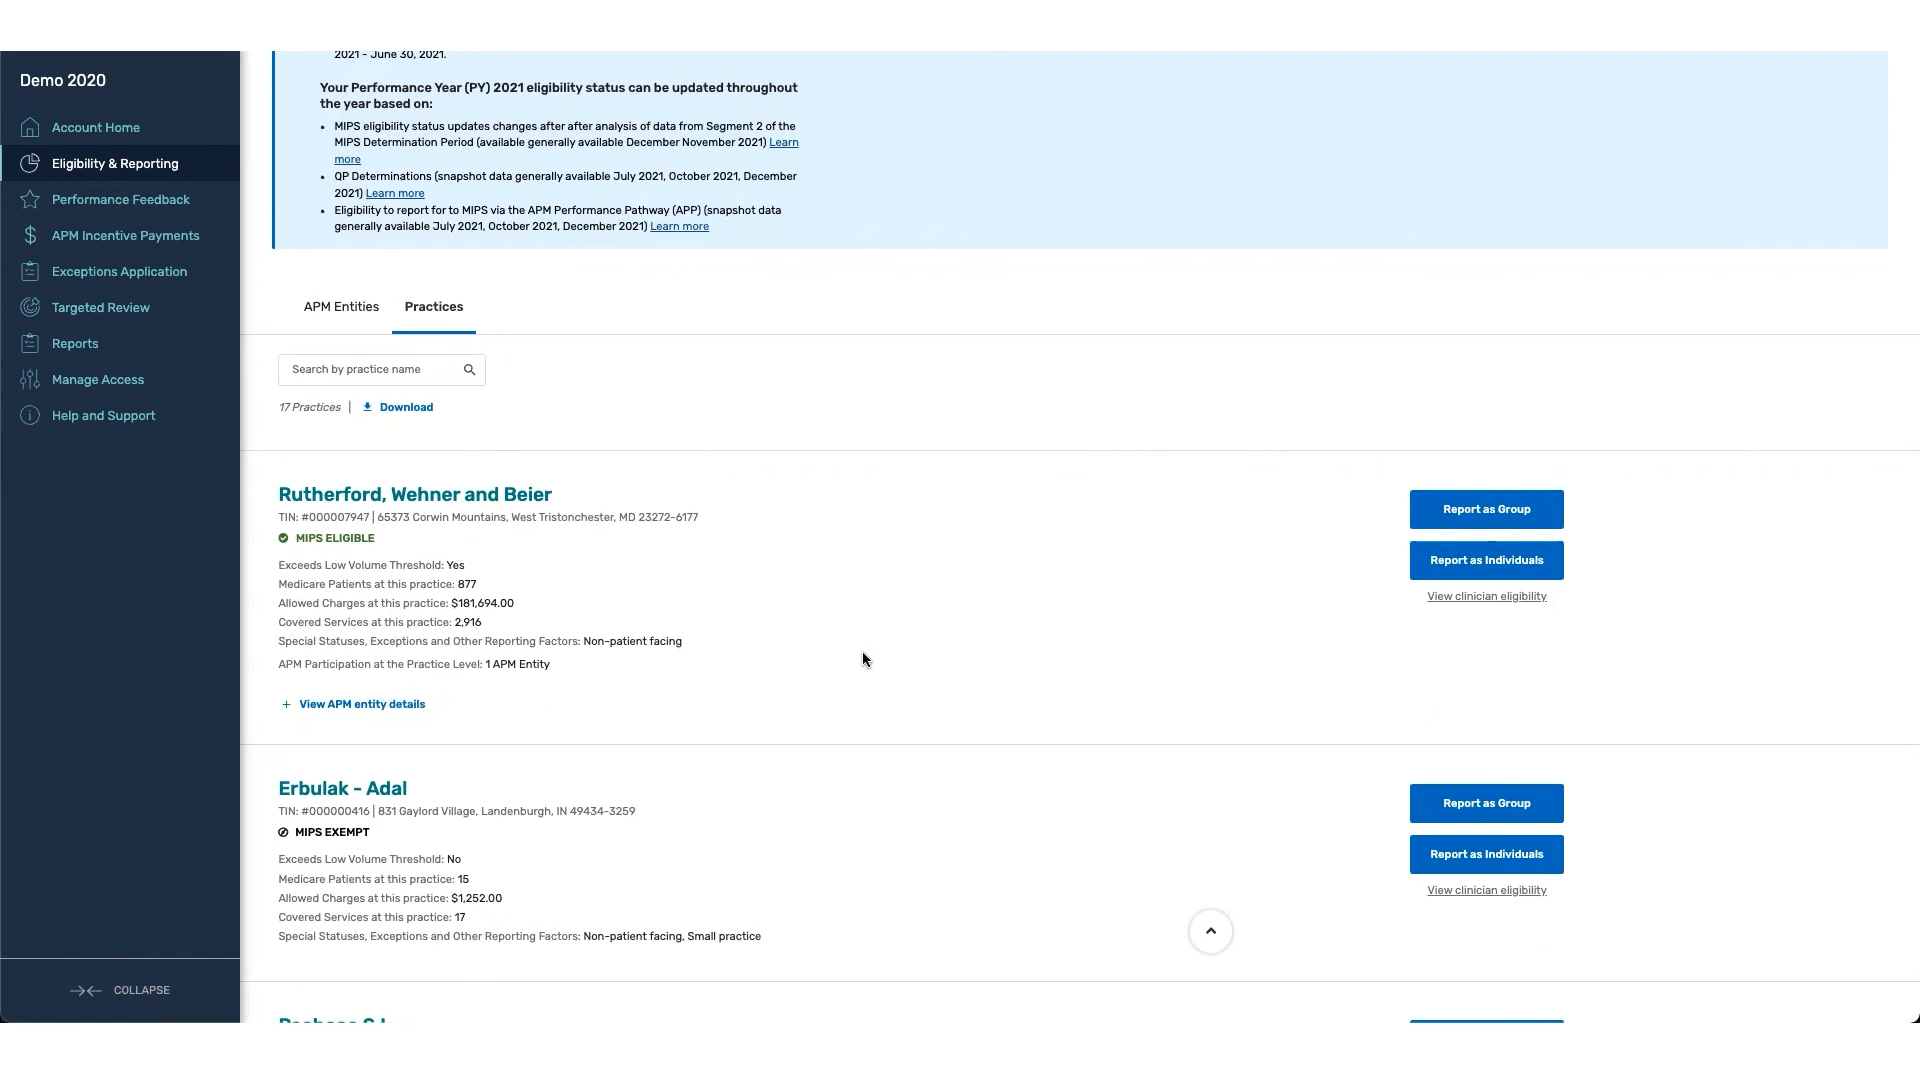 Demo 2020
Account Home
Eligibility & Reporting
Performance Feedback
APM Incentive Payments
Exceptions Application
Targeted Review
Reports
Manage Access
Help and Support
COLLAPSE
2021 - June 30, 2021.
Your Performance Year (PY) 2021 eligibility status can be updated throughout
the year based on:
• MIPS eligibility status updates changes after after analysis of data from Segment 2 of the
MIPS Determination Period (available generally available December November 2021) Learn
more
• QP Determinations (snapshot data generally available July 2021, October 2021, December
2021) Learn more
• Eligibility to report for to MIPS via the APM Performance Pathway (APP) (snapshot data
generally available July 2021, October 2021, December 2021) Learn more
APM Entities Practices
Search by practice name
17 Practices | Download
Rutherford, Wehner and Beier
TIN: #000007947 | 65373 Corwin Mountains, West Tristonchester, MD 23272-6177
MIPS ELIGIBLE
Exceeds Low Volume Threshold: Yes
Medicare Patients at this practice: 877
Allowed Charges at this practice: $181,694.00
Covered Services at this practice: 2,916
Special Statuses, Exceptions and Other Reporting Factors: Non-patient facing
APM Participation at the Practice Level: 1 APM Entity
+ View APM entity details
Report as Group
Report as Individuals
View clinician eligibility
Erbulak - Adal
TIN: #000000416 | 831 Gaylord Village, Landenburgh, IN 49434-3259
MIPS EXEMPT
Exceeds Low Volume Threshold: No
Medicare Patients at this practice: 15
Allowed Charges at this practice: $1,252.00
Covered Services at this practice: 17
Special Statuses, Exceptions and Other Reporting Factors: Non-patient facing, Small practice
Report as Group
Report as Individuals
View clinician eligibility